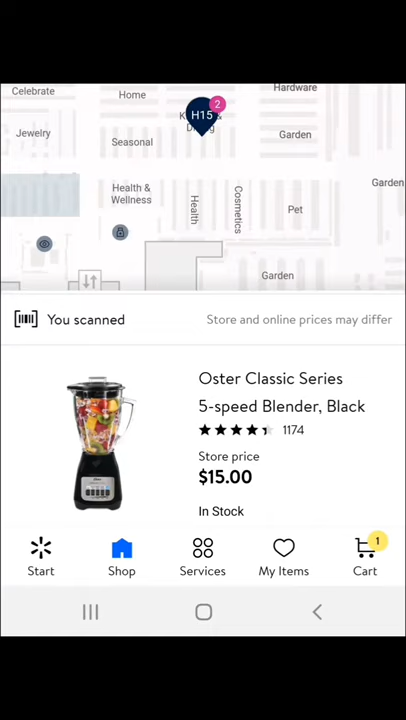 Celebrate
Home
Hardware
2
H15
Jewelry
Seasonal
Garden
Health &
Wellness
Health
Cosmetics
Pet
Garden
Garden
You scanned
Store and online prices may differ
Oster Classic Series
5-speed Blender, Black
1174
Store price
$15.00
In Stock
1
Start
Shop
Services
My Items
Cart